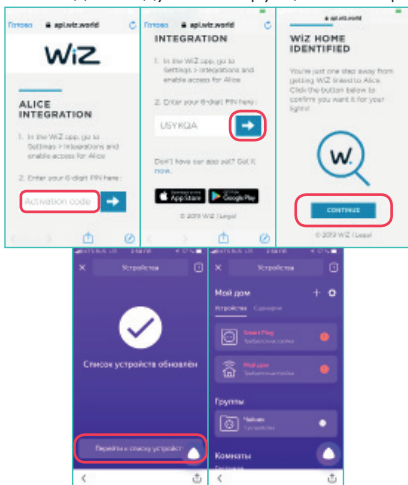 Готово
api.wiz.world
WiZ
ALICE
INTEGRATION
1. In the WiZ app, go to
Settings > Integrations and
enable access for Alice
2. Enter your 6-digit PIN here:
Activation code
Готово
api.wiz.world
INTEGRATION
1. In the WiZ app, go to
Settings > Integrations and
enable access for Alice
2. Enter your 6-digit PIN here:
USYKQA
Don't have our app yet? Get it
now.
App Store
Google Play
© 2019 WiZ | Legal
api.wiz.world
WIZ HOME
IDENTIFIED
You're just one step away from
getting WiZ linked to Alice.
Click the button below to
confirm you want it for your
lights!
W.
CONTINUE
© 2019 WiZ | Legal
Устройства
Список устройств обновлён
Перейти к списку устройств
Устройства
Мой дом
Устройства Сценарии
Smart Plug
Требуется настройка
Мой дом
Требуется настройка
Группы
Чайник
Комнаты